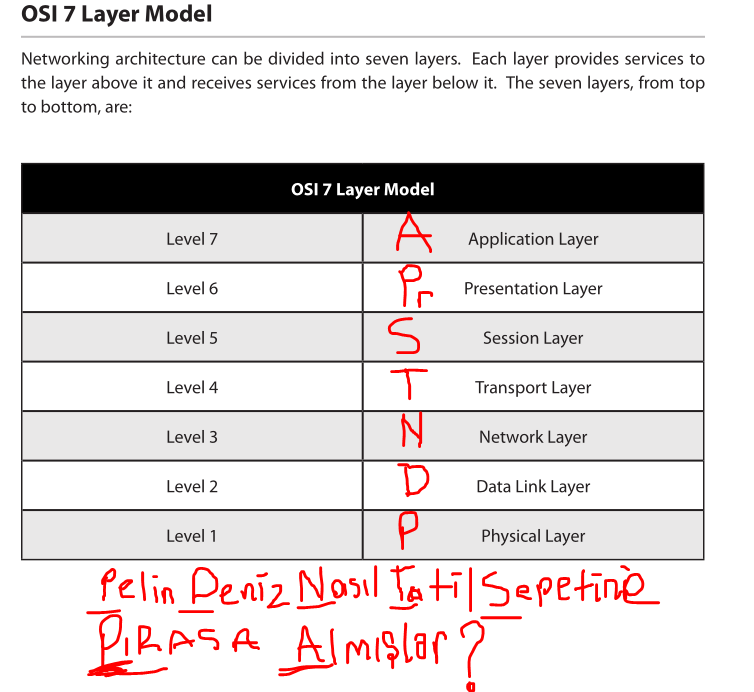 OSI 7 Layer Model
Networking architecture can be divided into seven layers. Each layer provides services to
the layer above it and receives services from the layer below it. The seven layers, from top
to bottom, are:
OSI 7 Layer Model
Level 7 A Application Layer
Level 6 Pr Presentation Layer
Level 5 S Session Layer
Level 4 T Transport Layer
Level 3 N Network Layer
Level 2 D Data Link Layer
Level 1 P Physical Layer
Pelin Deniz Nasıl Tatil Sepetine
PIRASA Almışlar?